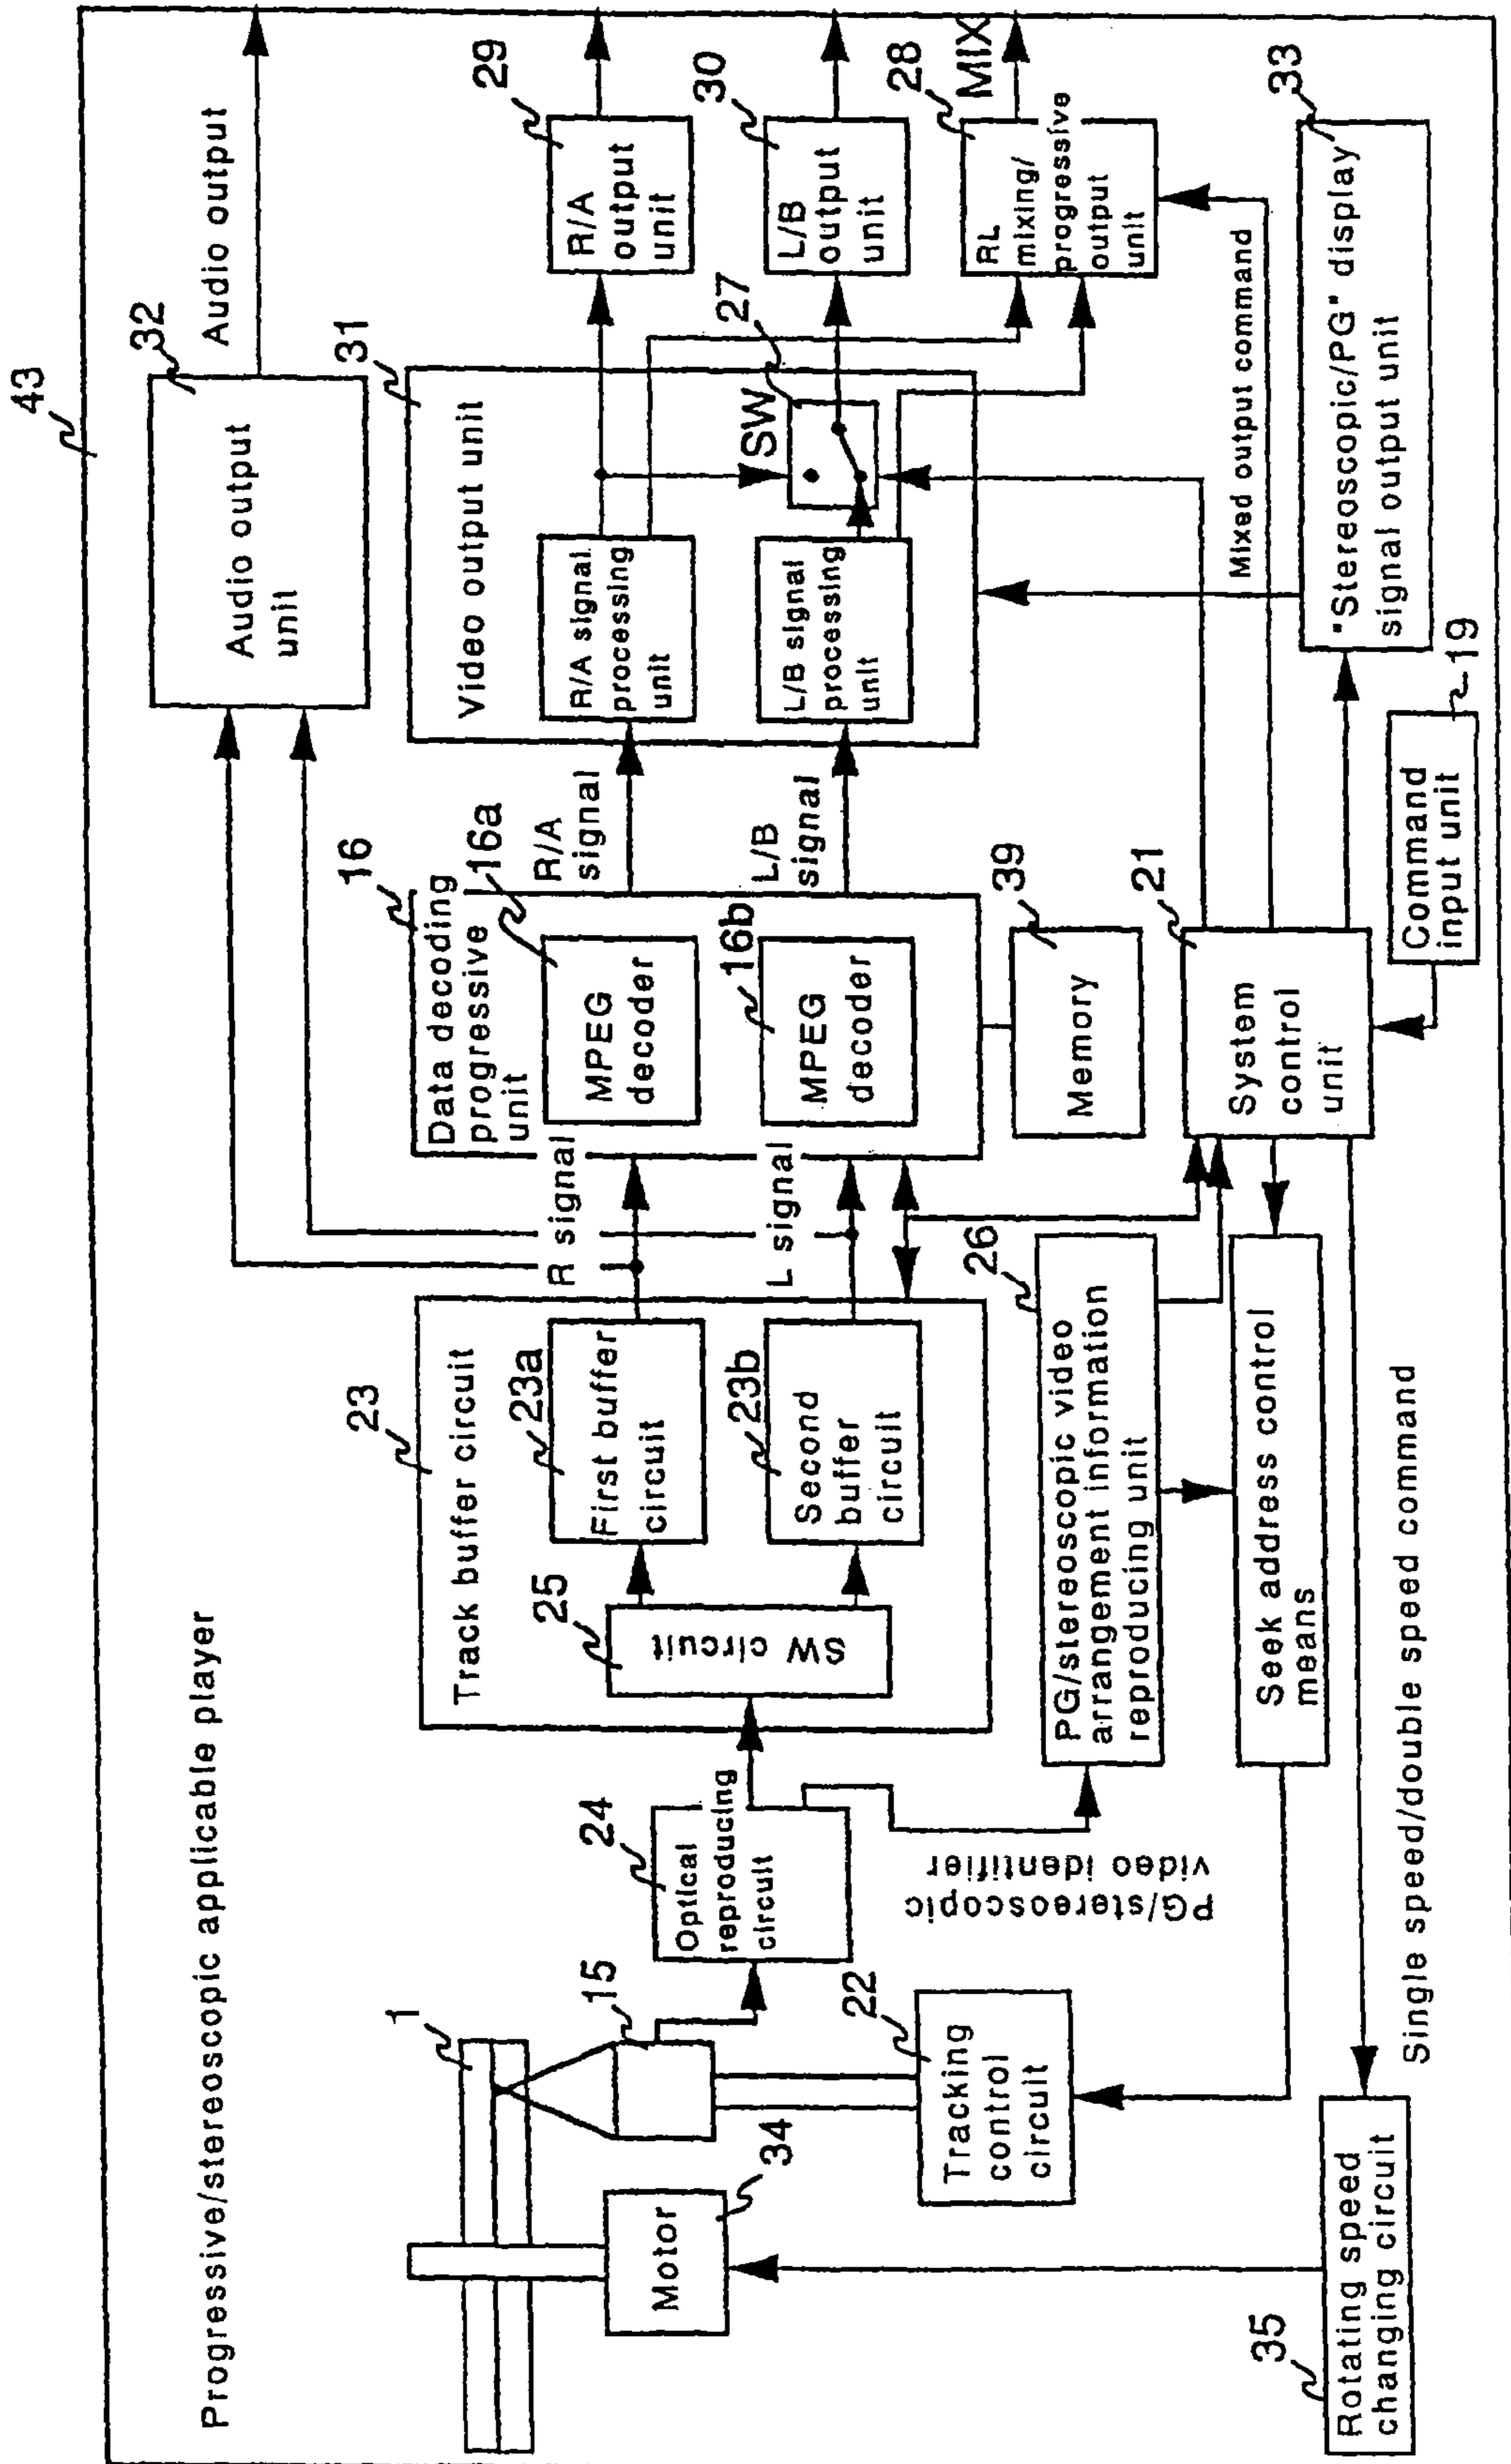 43
Progressive/stereoscopic applicable player
32
Audio output
unit
Audio output
1
15
24
Optical
reproducing
circuit
34
Motor
22
Tracking
control
circuit
35
Rotating speed
changing circuit
PG/stereoscopic
video identifier
23
Track buffer circuit
25
SW circuit
23a
First buffer
circuit
23b
Second
buffer
circuit
R signal
L signal
16
Data decoding
progressive
unit
16a
MPEG
decoder
16b
MPEG
decoder
R/A
signal
L/B
signal
39
Memory
31
Video output unit
R/A signal
processing
unit
L/B signal
processing
unit
SW
27
29
R/A
output
unit
30
L/B
output
unit
28
RL
mixing/
progressive
output
unit
MIX
26
PG/stereoscopic video
arrangement information
reproducing unit
Seek address control
means
21
System
control
unit
19
Command
input unit
Mixed output command
33
"Stereoscopic/PG" display
signal output unit
Single speed/double speed command